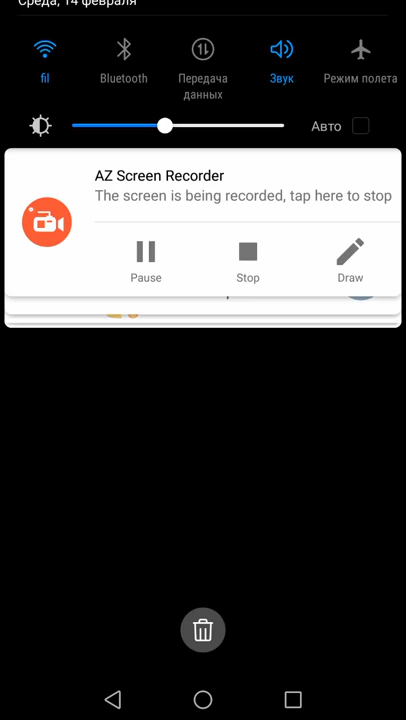 Среда, 14 февраля
fil
Bluetooth
Передача
данных
Звук
Режим полета
Авто
AZ Screen Recorder
The screen is being recorded, tap here to stop
Pause
Stop
Draw